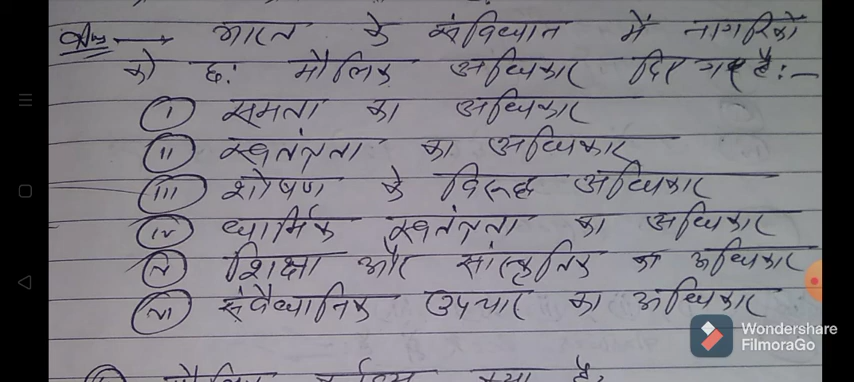 Ans → भारत के संविधान में नागरिकों
को छः मौलिक अधिकार दिए गए है:-
(i) समता का अधिकार
(ii) स्वतंत्रता का अधिकार
(iii) शोषण के विरूद्ध अधिकार
(iv) धार्मिक स्वतंत्रता का अधिकार
(v) शिक्षा और सांस्कृतिक का अधिकार
(vi) संवैधानिक उपचार का अधिकार
Wondershare
FilmoraGo